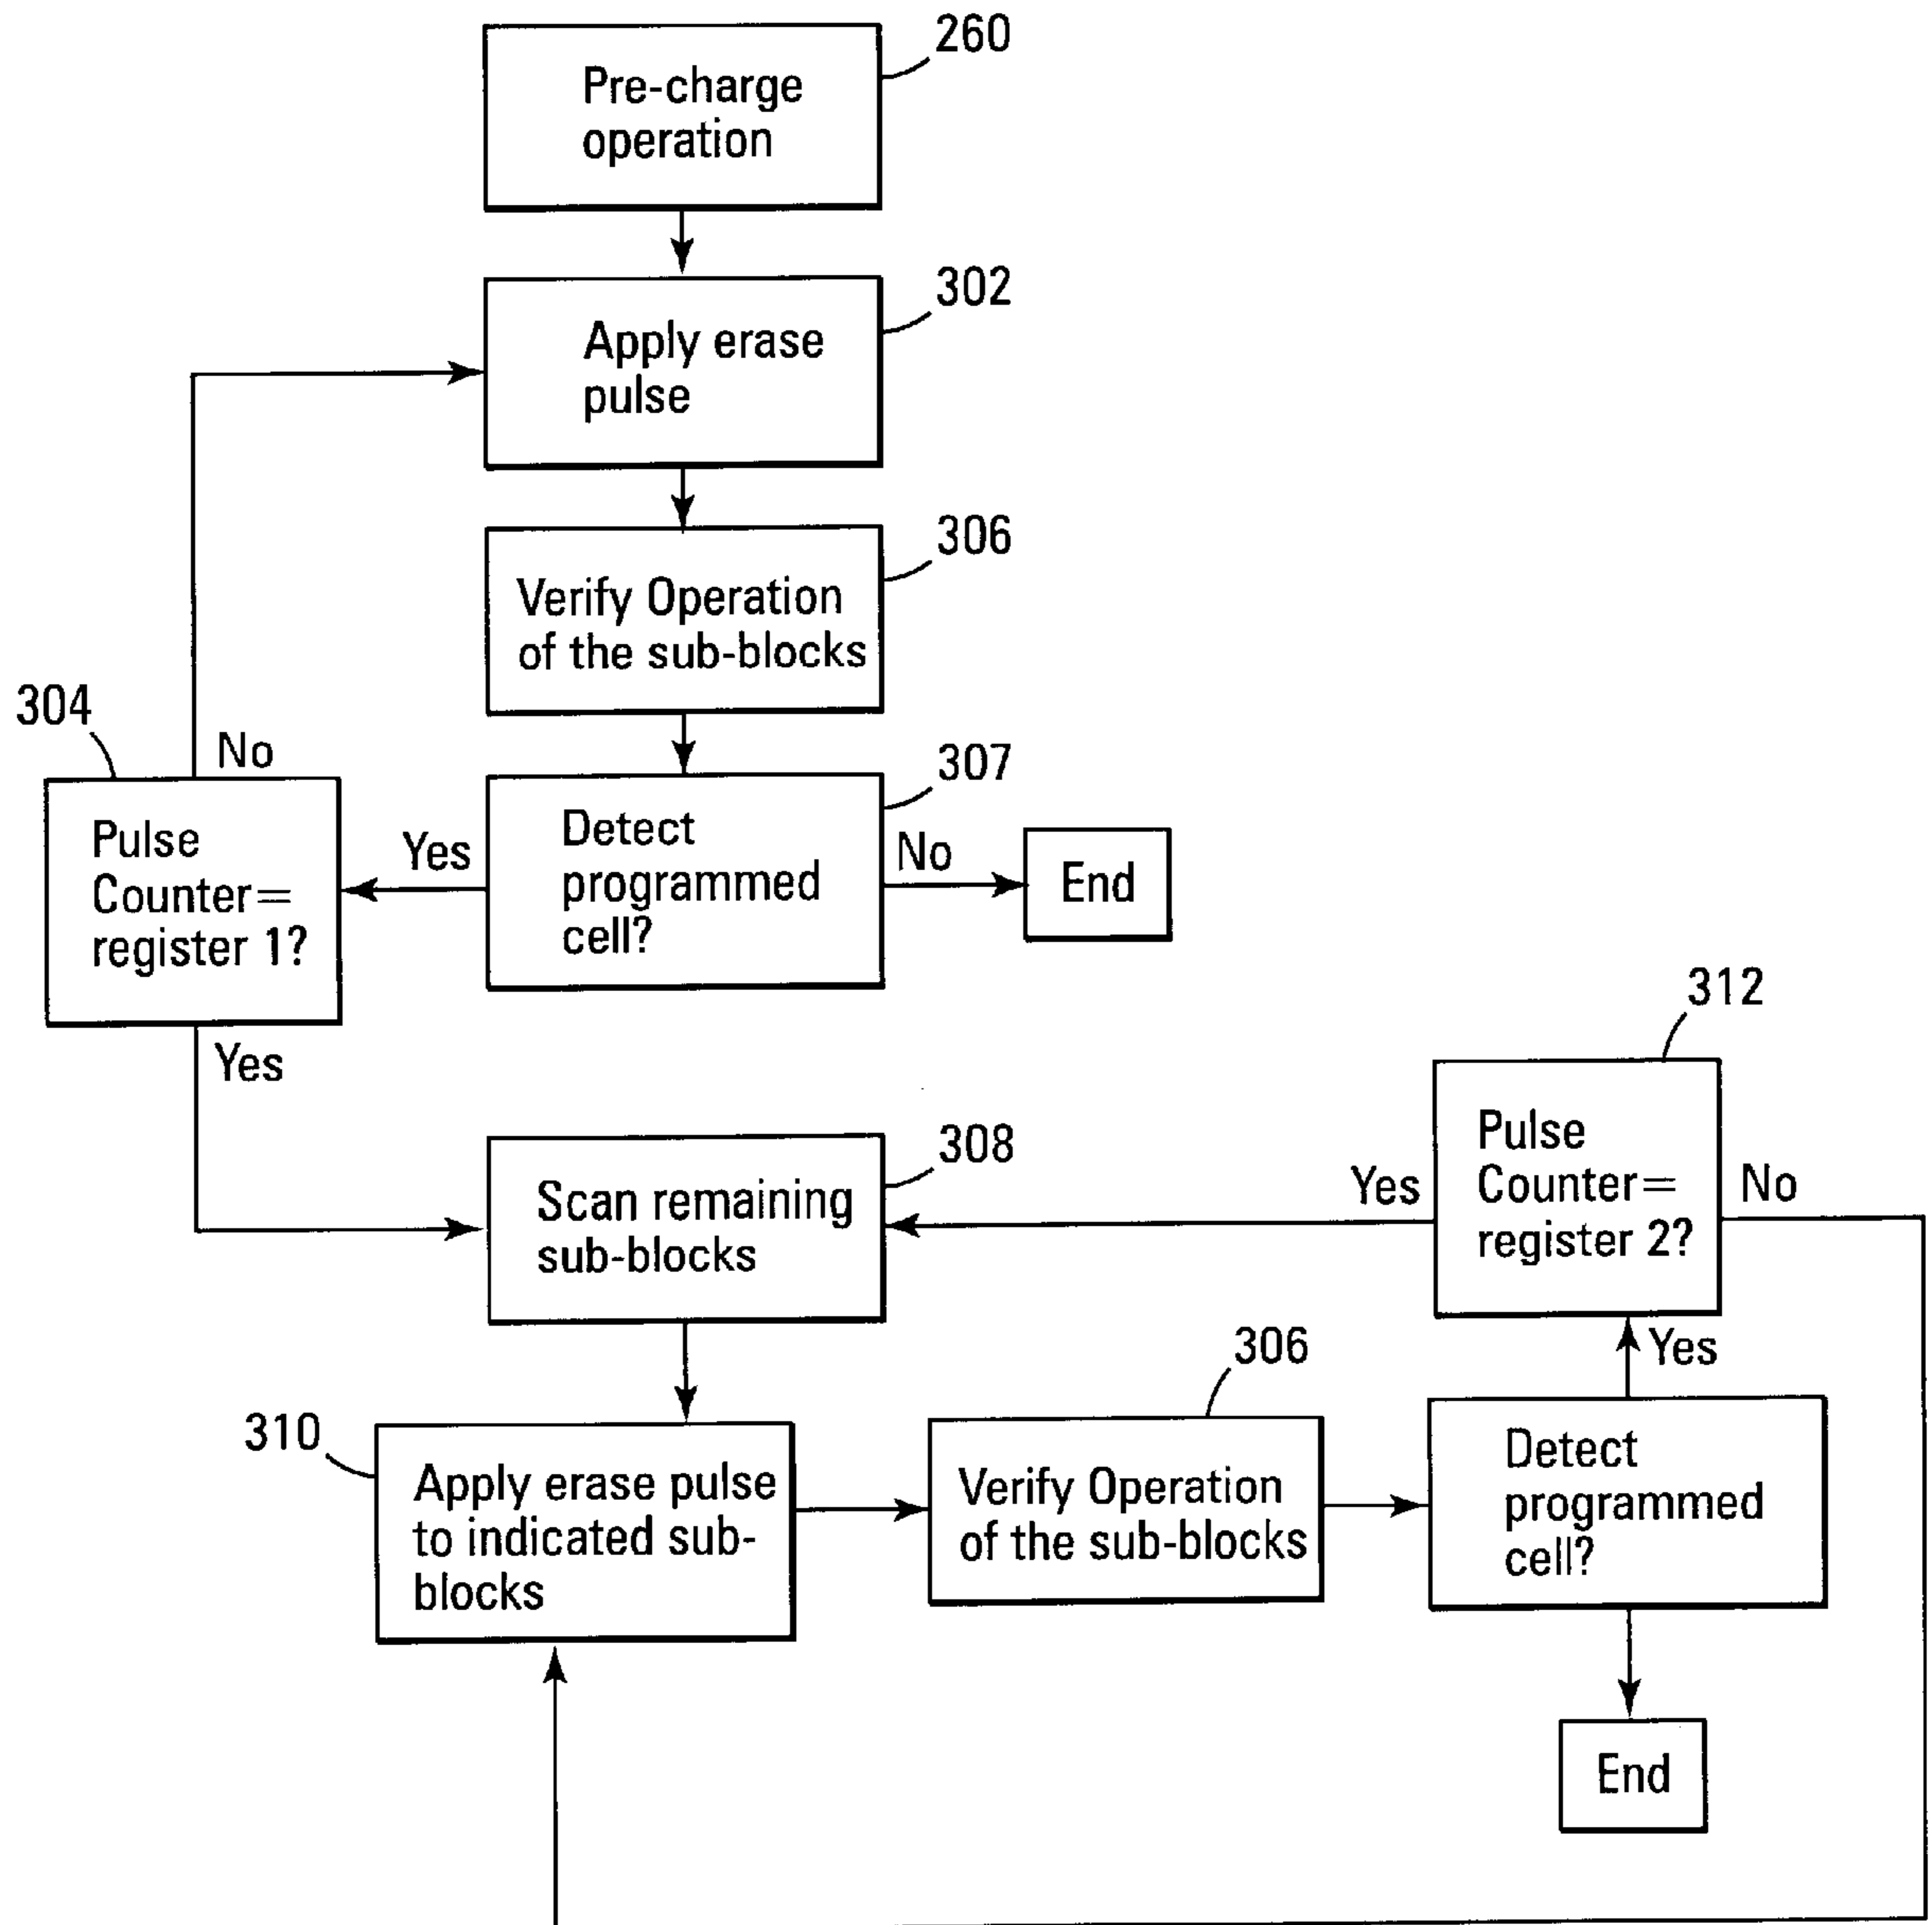 260
Pre-charge
operation
302
Apply erase
pulse
306
Verify Operation
of the sub-blocks
304
No
Pulse
Counter=
register 1?
Yes
307
Detect
programmed
cell?
Yes
No
End
312
Pulse
Counter=
register 2?
Yes
No
308
Scan remaining
sub-blocks
310
Apply erase pulse
to indicated sub-
blocks
306
Verify Operation
of the sub-blocks
Yes
Detect
programmed
cell?
End